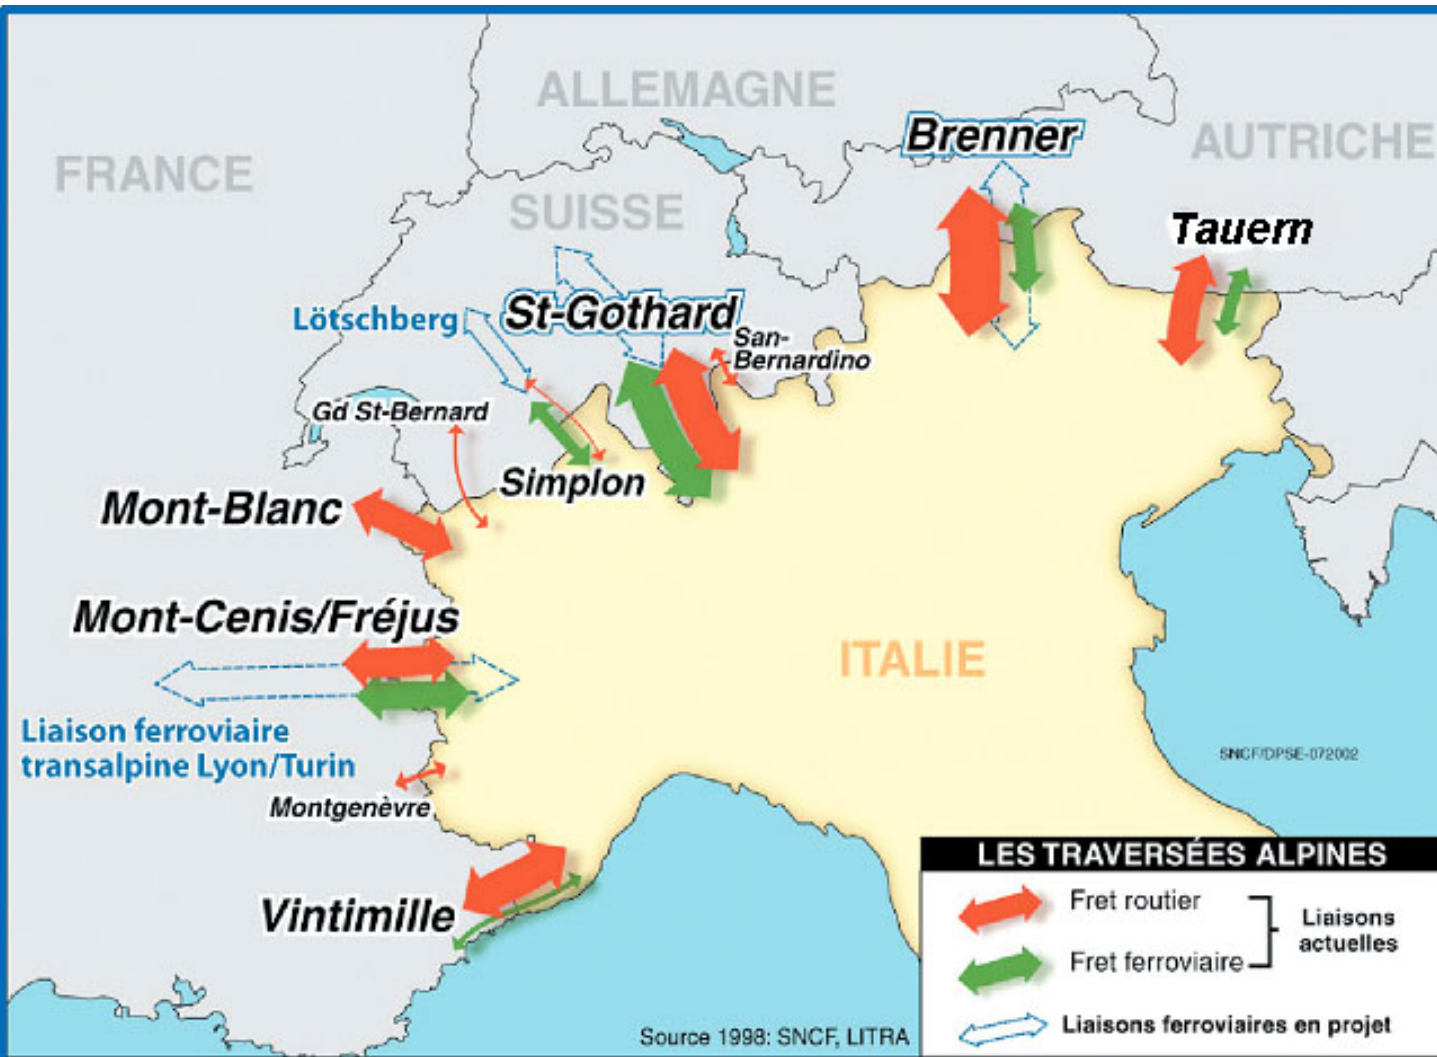 ALLEMAGNE
Brenner
AUTRICHE
FRANCE
SUISSE
Tauern
Lötschberg
St-Gothard
San-
Bernardino
Gd St-Bernard
Simplon
Mont-Blanc
Mont-Cenis/Fréjus
ITALIE
Liaison ferroviaire
transalpine Lyon/Turin
SNCF/DPSE-072002
Montgenèvre
Vintimille
LES TRAVERSÉES ALPINES
Fret routier
Fret ferroviaire
Liaisons
actuelles
Liaisons ferroviaires en projet
Source 1998: SNCF, LITRA